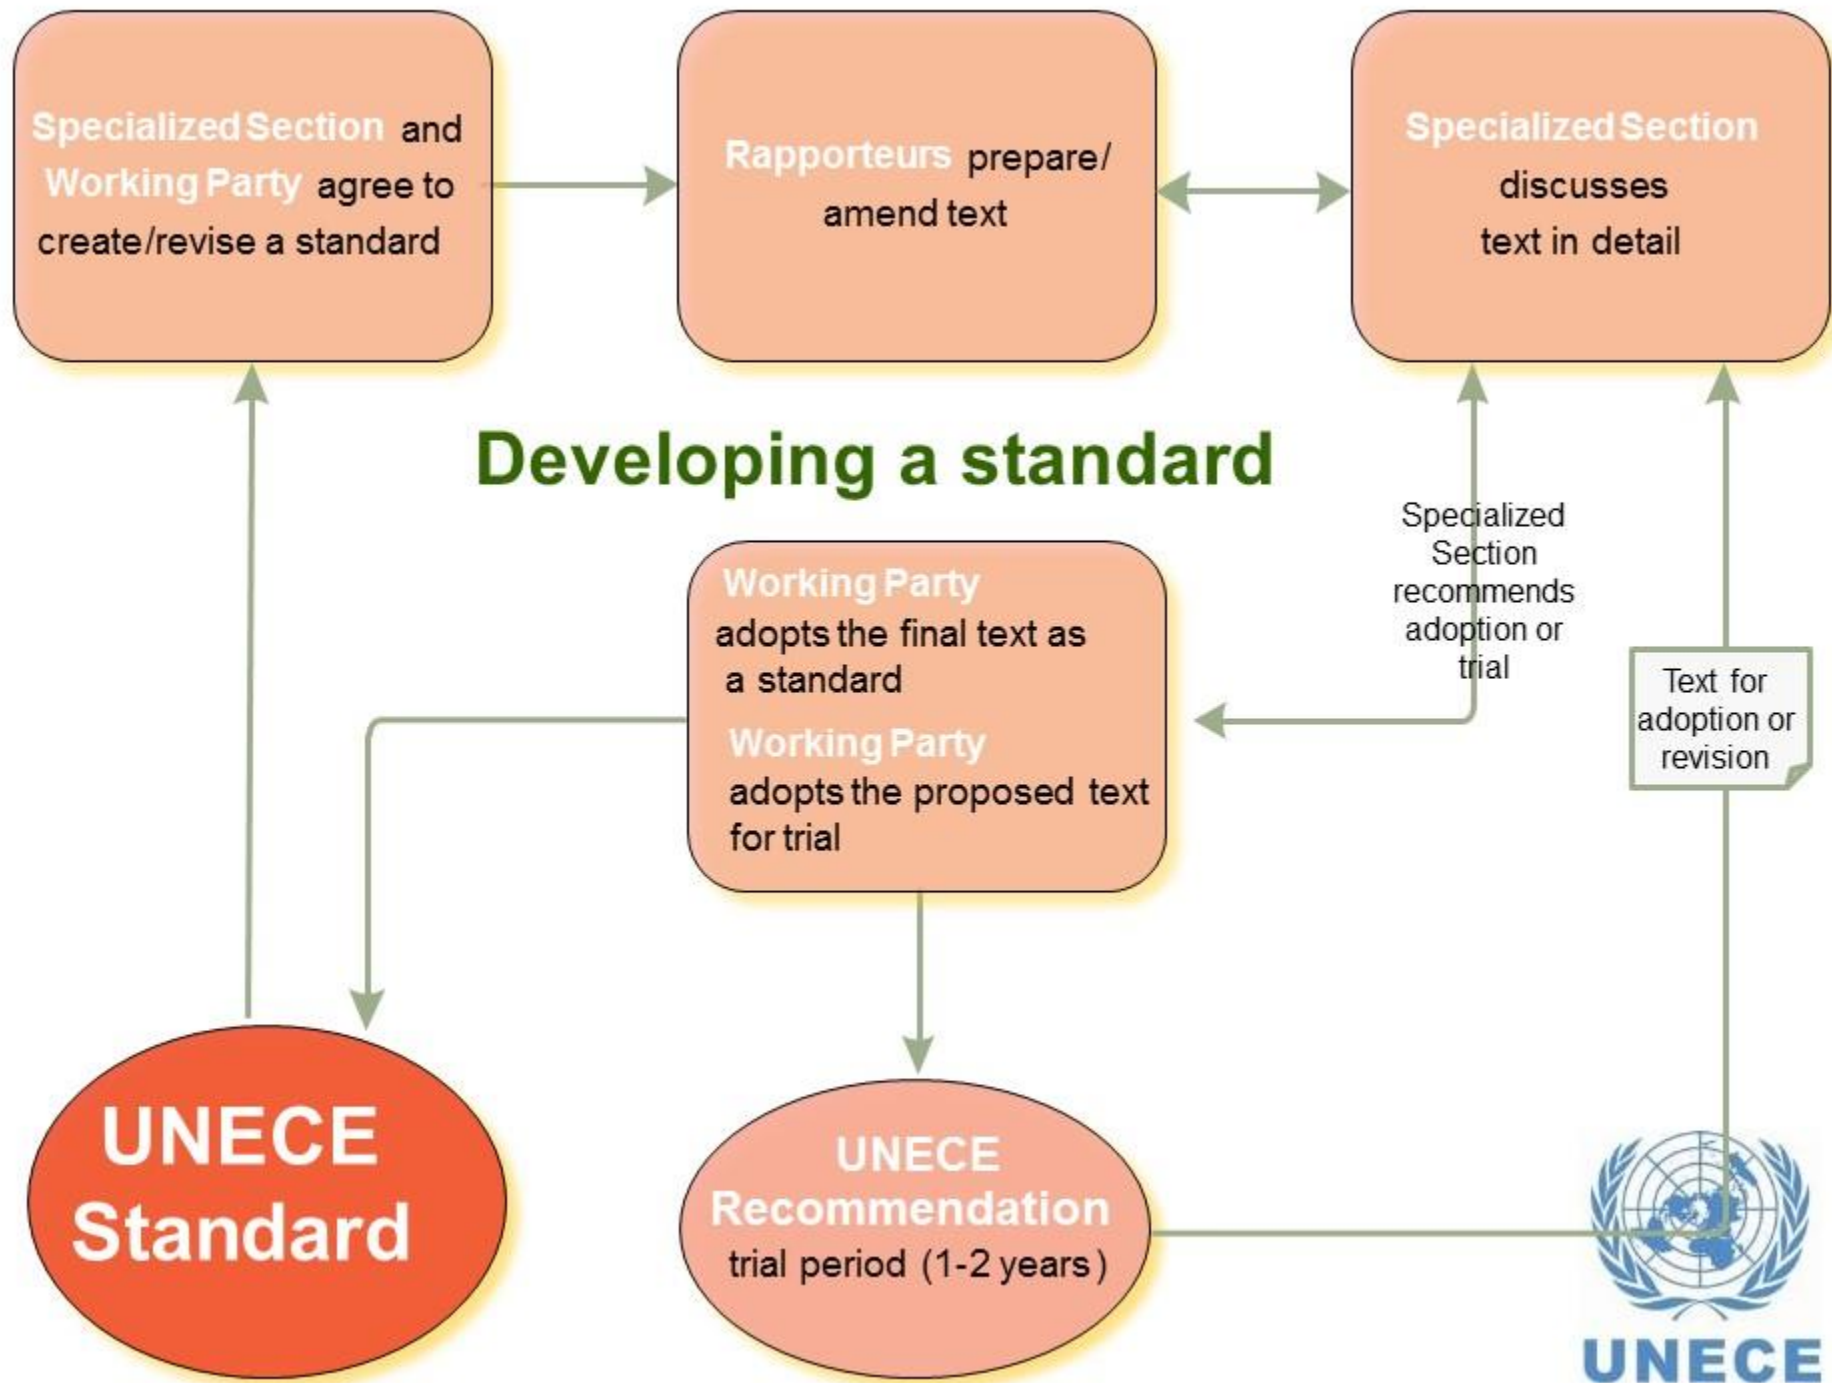 Specialized Section and
Working Party agree to
create/revise a standard
Rapporteurs prepare/
amend text
Specialized Section
discusses
text in detail
Developing a standard
Specialized
Section
recommends
adoption or
trial
Working Party
adopts the final text as
a standard
Working Party
adopts the proposed text
for trial
Text for
adoption or
revision
UNECE
Standard
UNECE
Recommendation
trial period (1-2 years)
UNECE